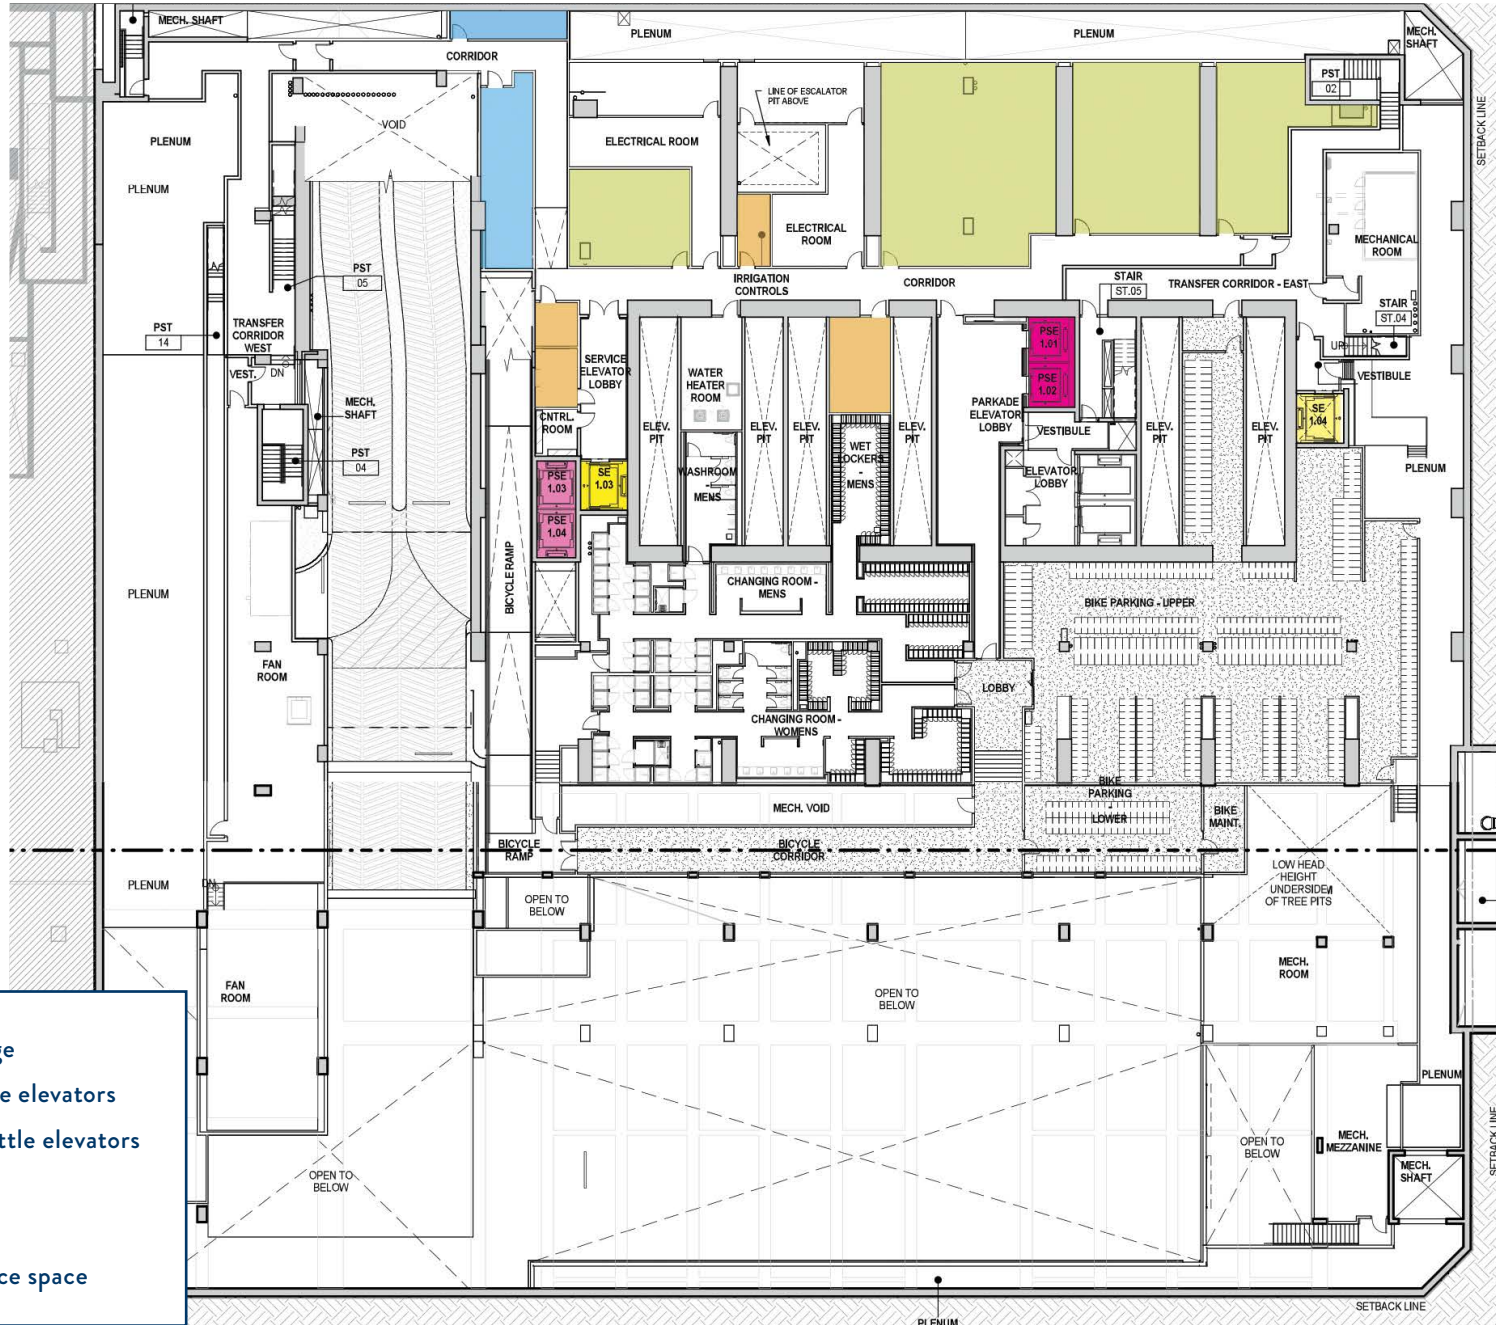 MECH. SHAFT
PLENUM
PLENUM
MECH.
SHAFT
CORRIDOR
PST
02
LINE OF ESCALATOR
PIT ABOVE
VOID
SETBACK LINE
PLENUM
ELECTRICAL ROOM
PLENUM
ELECTRICAL
ROOM
MECHANICAL
ROOM
PST
05
IRRIGATION
CONTROLS
CORRIDOR
STAIR
ST.05
TRANSFER CORRIDOR - EAST
STAIR
ST.04
PST
14
TRANSFER
CORRIDOR
WEST
PSE
1.01
UP
SERVICE
ELEVATOR
LOBBY
WATER
HEATER
ROOM
VEST.
DN
PSE
1.02
VESTIBULE
MECH.
SHAFT
PARKADE
ELEVATOR
LOBBY
SE
1.04
CNTRL.
ROOM
ELEV.
PIT
ELEV.
PIT
ELEV.
PIT
ELEV.
PIT
VESTIBULE
ELEV.
PIT
ELEV.
PIT
WET
LOCKERS
-
MENS
PST
04
PSE
1.03
SE
1.03
WASHROOM
-
MENS
ELEVATOR
LOBBY
PLENUM
PSE
1.04
BICYCLE RAMP
CHANGING ROOM -
MENS
PLENUM
BIKE PARKING - UPPER
FAN
ROOM
LOBBY
CHANGING ROOM -
WOMENS
BIKE
PARKING
-
LOWER
MECH. VOID
BIKE
MAINT.
BICYCLE
RAMP
BICYCLE
CORRIDOR
LOW HEAD
HEIGHT
UNDERSIDE
OF TREE PITS
PLENUM
DN
OPEN TO
BELOW
MECH.
ROOM
FAN
ROOM
OPEN TO
BELOW
elevators
ttle elevators
PLENUM
MECH.
MEZZANINE
OPEN TO
BELOW
MECH.
SHAFT
SETBACK LINE
OPEN TO
BELOW
space
SETBACK LINE
PLENUM